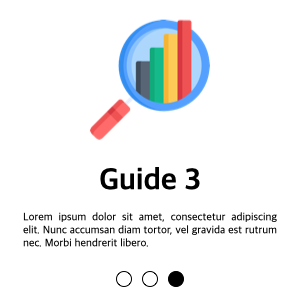 Guide 3
Lorem ipsum dolor sit amet, consectetur adipiscing
elit. Nunc accumsan diam tortor, vel gravida est rutrum
nec. Morbi hendrerit libero.